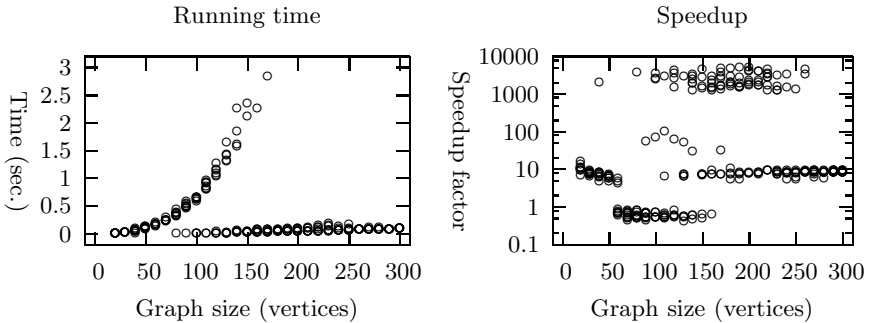 Running time
Speedup
Time (sec.)
3
2.5
2
1.5
1
0.5
0
0 50 100 150 200 250 300
Graph size (vertices)
Speedup factor
10000
1000
100
10
1
0.1
0 50 100 150 200 250 300
Graph size (vertices)